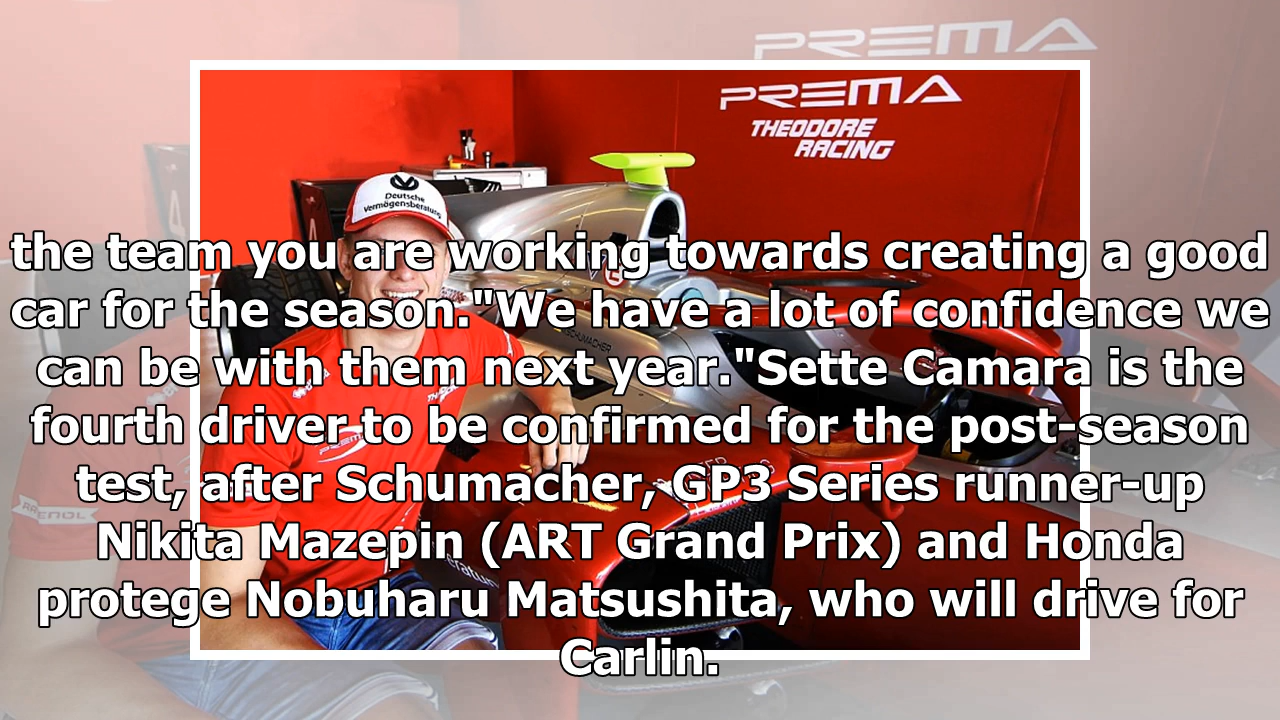 PREMA
PREMA
THEODORE
RACING
Deutsche
Vermögensberatung
the team you are working towards creating a good
car for the season."We have a lot of confidence we
can be with them next year."Sette Camara is the
fourth driver to be confirmed for the post-season
test, after Schumacher, GP3 Series runner-up
Nikita Mazepin (ART Grand Prix) and Honda
protege Nobuharu Matsushita, who will drive for
Carlin.